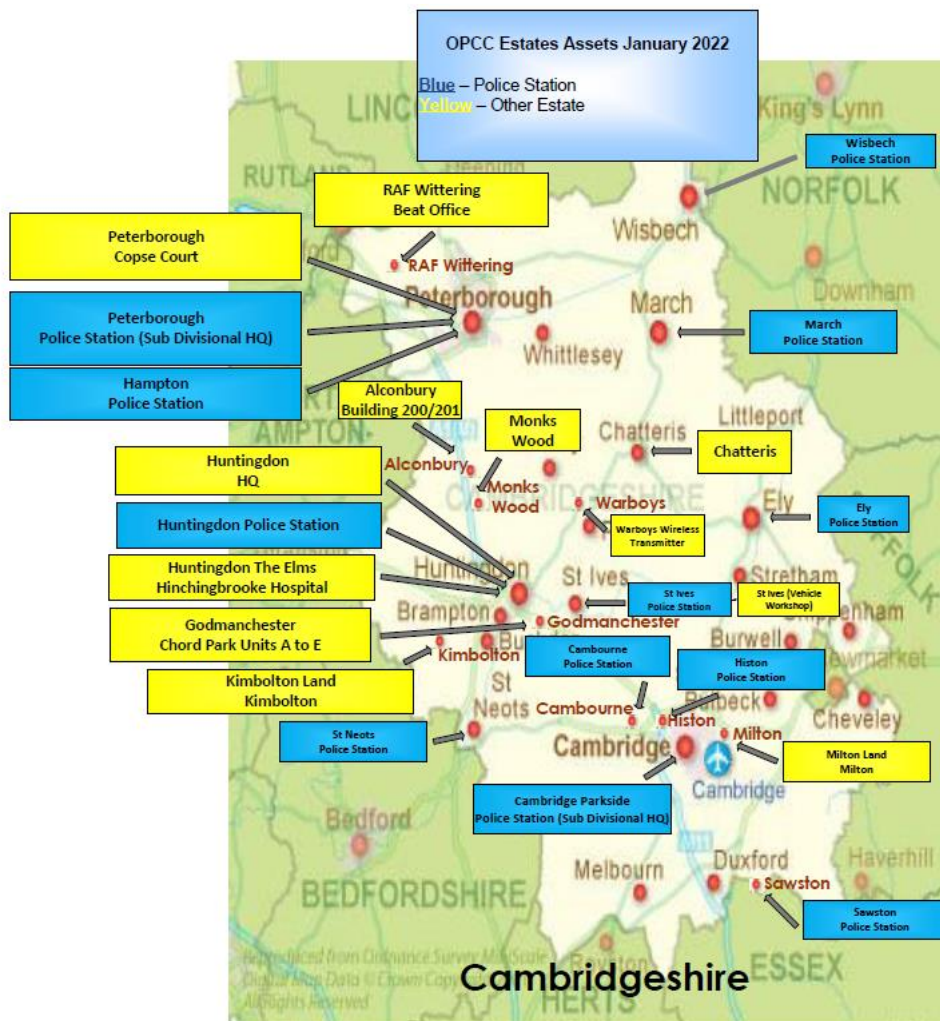 OPCC Estates Assets January 2022
Blue – Police Station
Yellow – Other Estate
King's Lynn
Wisbech
Police Station
RUTLAND
NORFOLK
RAF Wittering
Beat Office
Wisbech
Peterborough
Copse Court
RAF Wittering
Peterborough
March
Downham
Peterborough
Police Station (Sub Divisional HQ)
March
Police Station
Whittlesey
Hampton
Police Station
Alconbury
Building 200/201
Monks
Wood
Littleport
AMPTON-
Chatteris
Chatteris
Huntingdon
HQ
Alconbury
Monks
Wood
Warboys
Ely
Ely
Police Station
Huntingdon Police Station
Warboys Wireless
Transmitter
Huntingdon The Elms
Hinchingbrooke Hospital
Huntingdon
St Ives
Stretham
St Ives
Police Station
St Ives (Vehicle
Workshop)
Brampton
Godmanchester
Godmanchester
Chord Park Units A to E
Burwell
Kimbolton
Cambourne
Police Station
Histon
Police Station
Kimbolton Land
Kimbolton
St
Neots
Cambourne
Histon
Cheveley
St Neots
Police Station
Milton
Cambridge
Milton Land
Milton
Cambridge
Cambridge Parkside
Police Station (Sub Divisional HQ)
Bedford
Melbourn
Duxford
Haverhill
Sawston
BEDFORDSHIRE
Sawston
Police Station
Cambridgeshire
ESSEX
HERTS